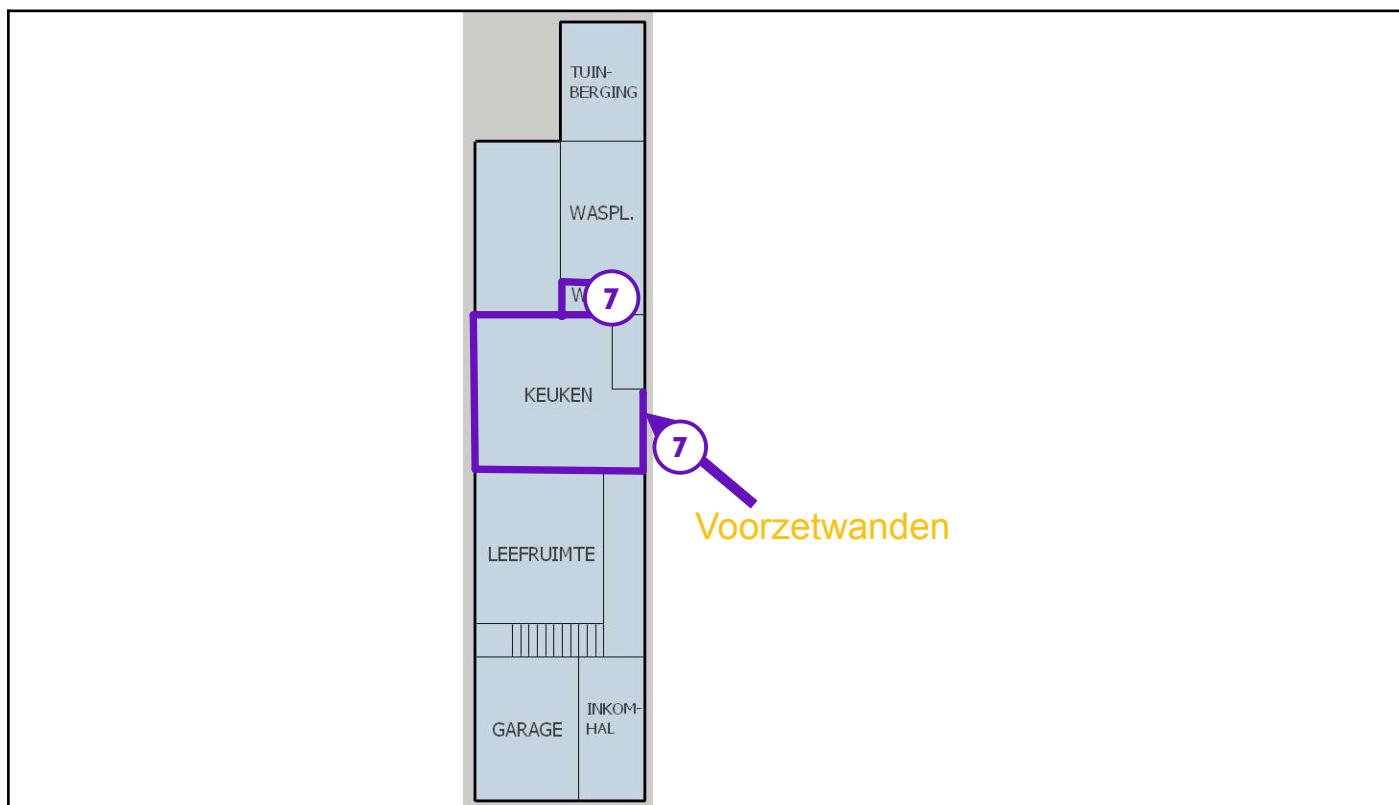 TUIN-
BERGING
WASPL.
7
KEUKEN
7
Voorzetwanden
LEEFRUIMTE
INKOM-
HAL
GARAGE